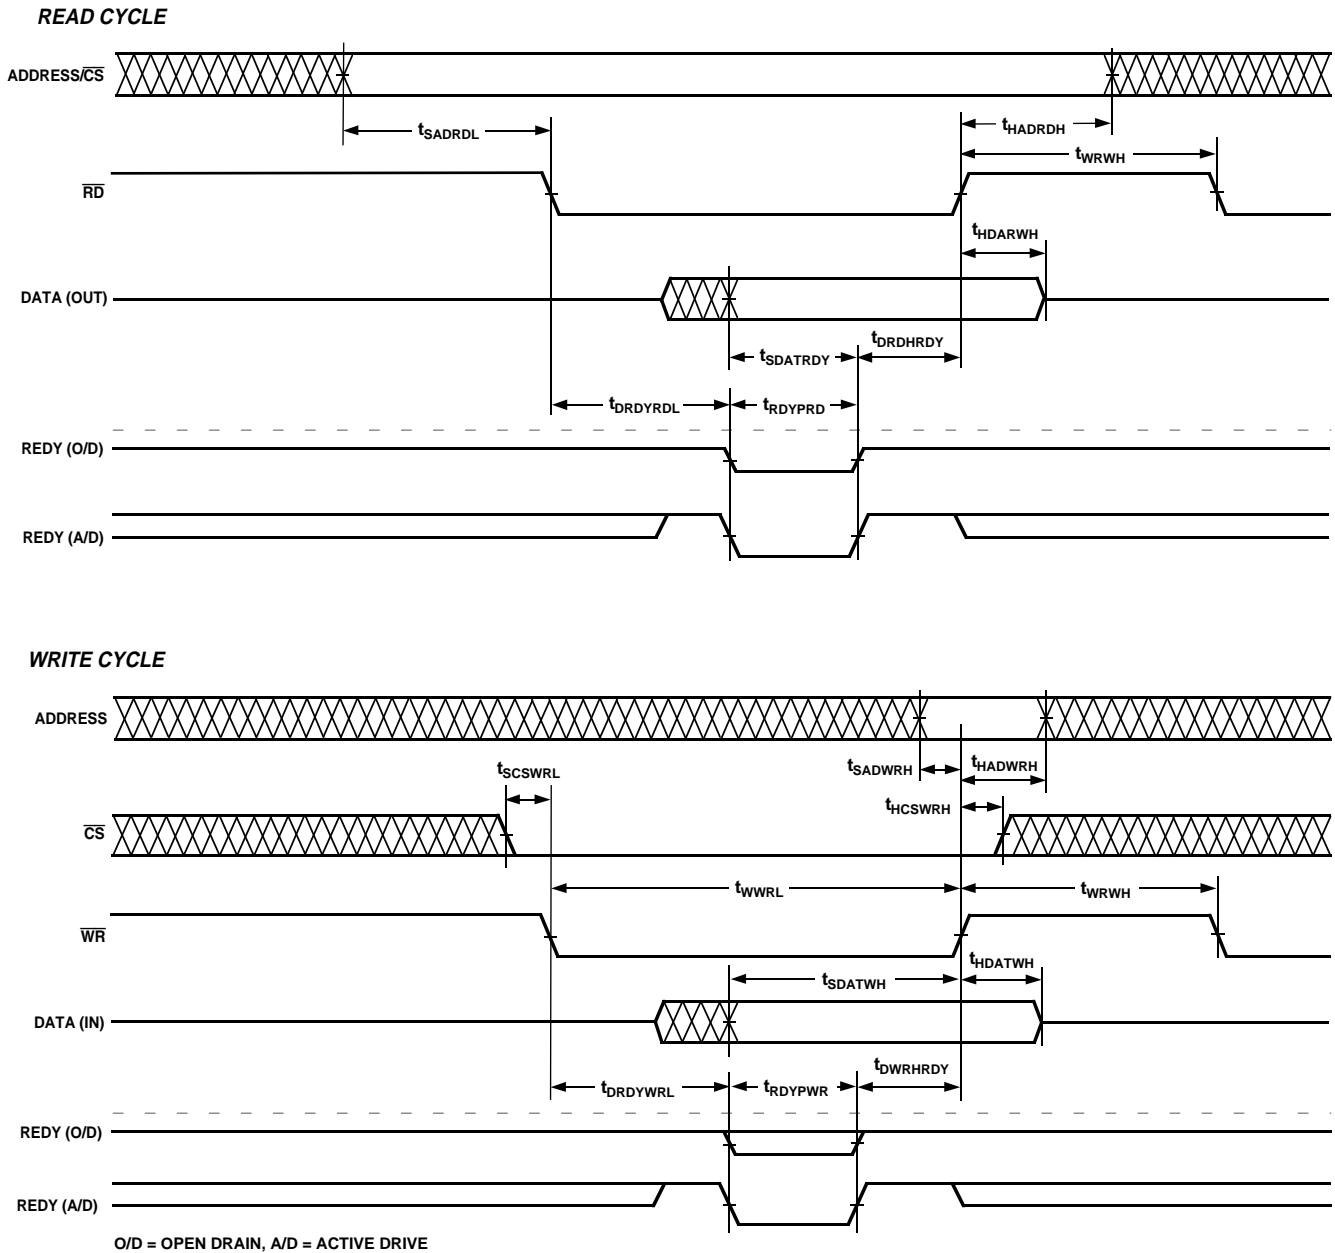 READ CYCLE
ADDRESS/CS
tSADRDL
tHADRDH
tWRWH
RD
tHDARWH
DATA (OUT)
tSDATRDY
tDRDHRDY
tDRDYRDL
tRDYPRD
REDY (O/D)
REDY (A/D)
WRITE CYCLE
ADDRESS
tSCSWRL
tSADWRH
tHADWRH
tHCSWRH
CS
tWWRL
tWRWH
WR
tHDATWH
tSDATWH
DATA (IN)
tDWRHRDY
tDRDYWRL
tRDYPWR
REDY (O/D)
REDY (A/D)
O/D = OPEN DRAIN, A/D = ACTIVE DRIVE